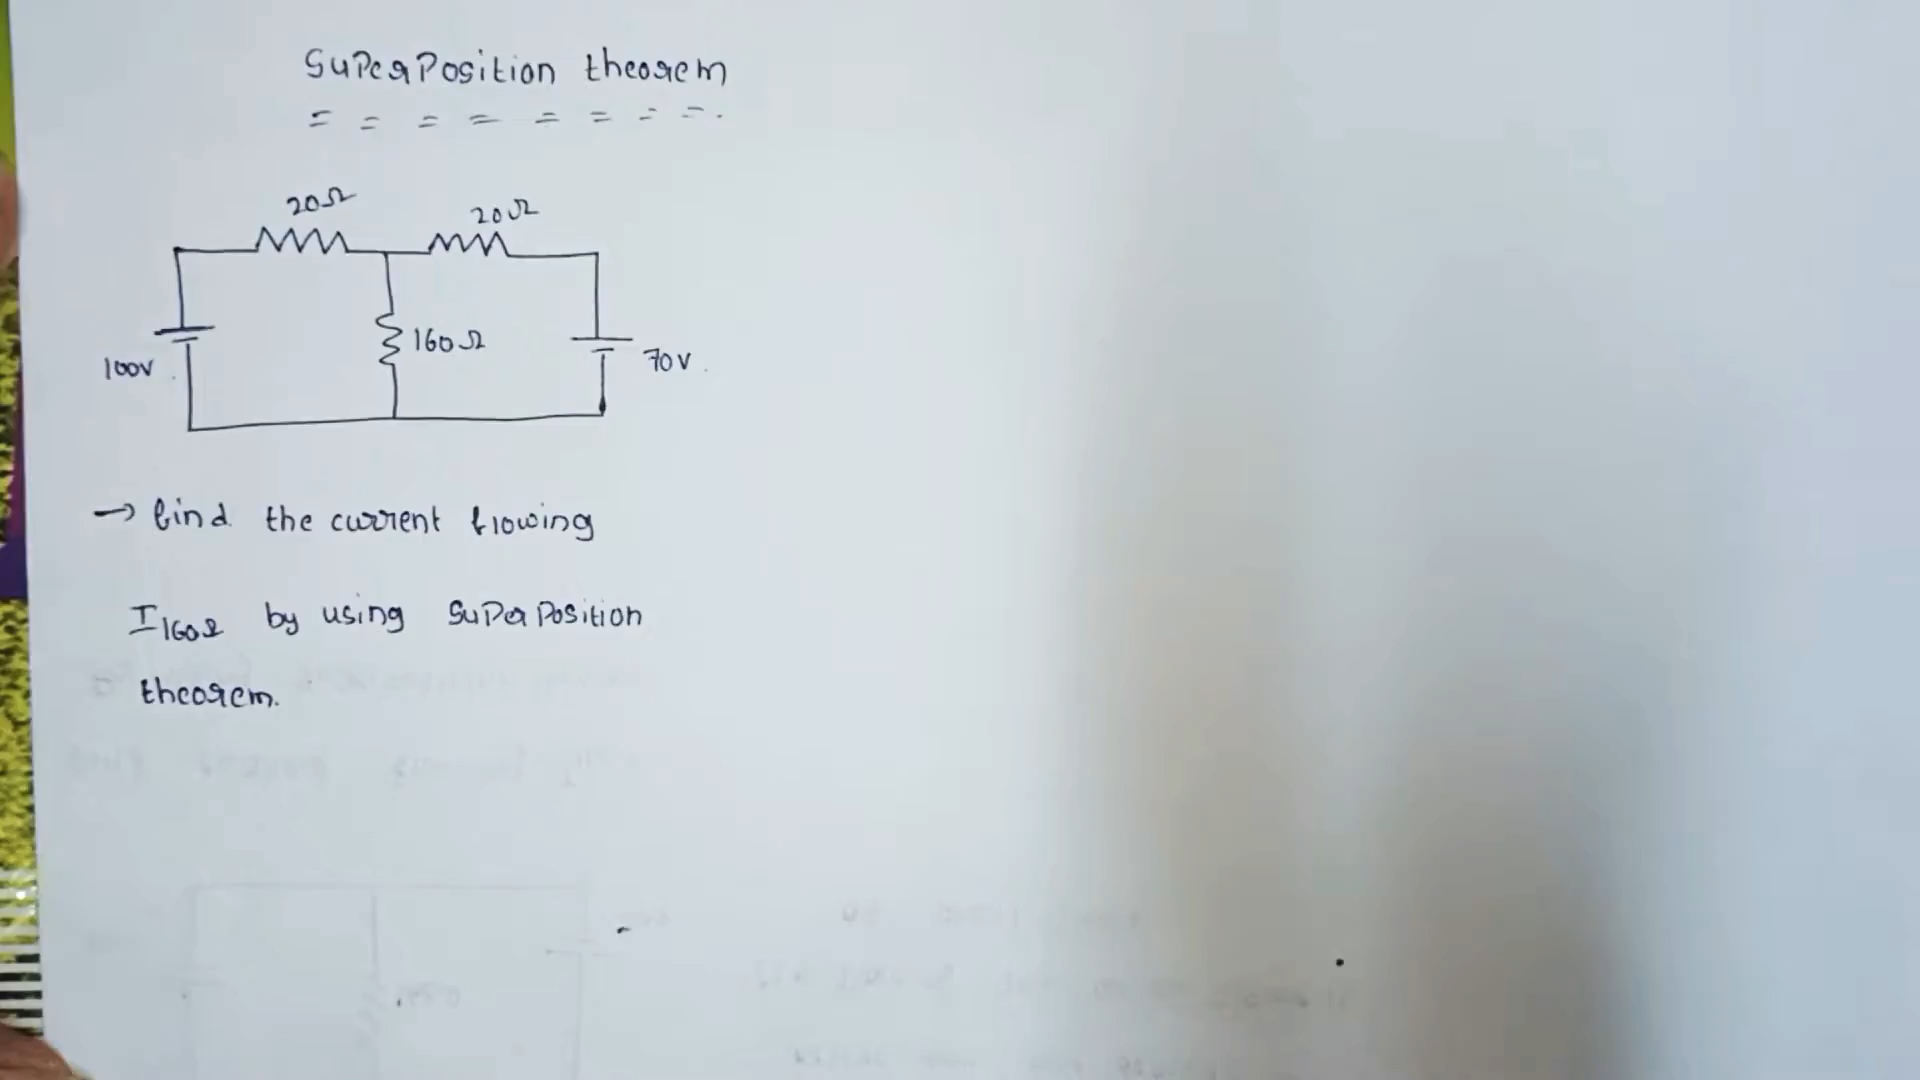 Superposition theorem
20Ω
20Ω
160Ω
100V
70V.
→ find the current flowing
I160Ω by using Superposition
theorem.